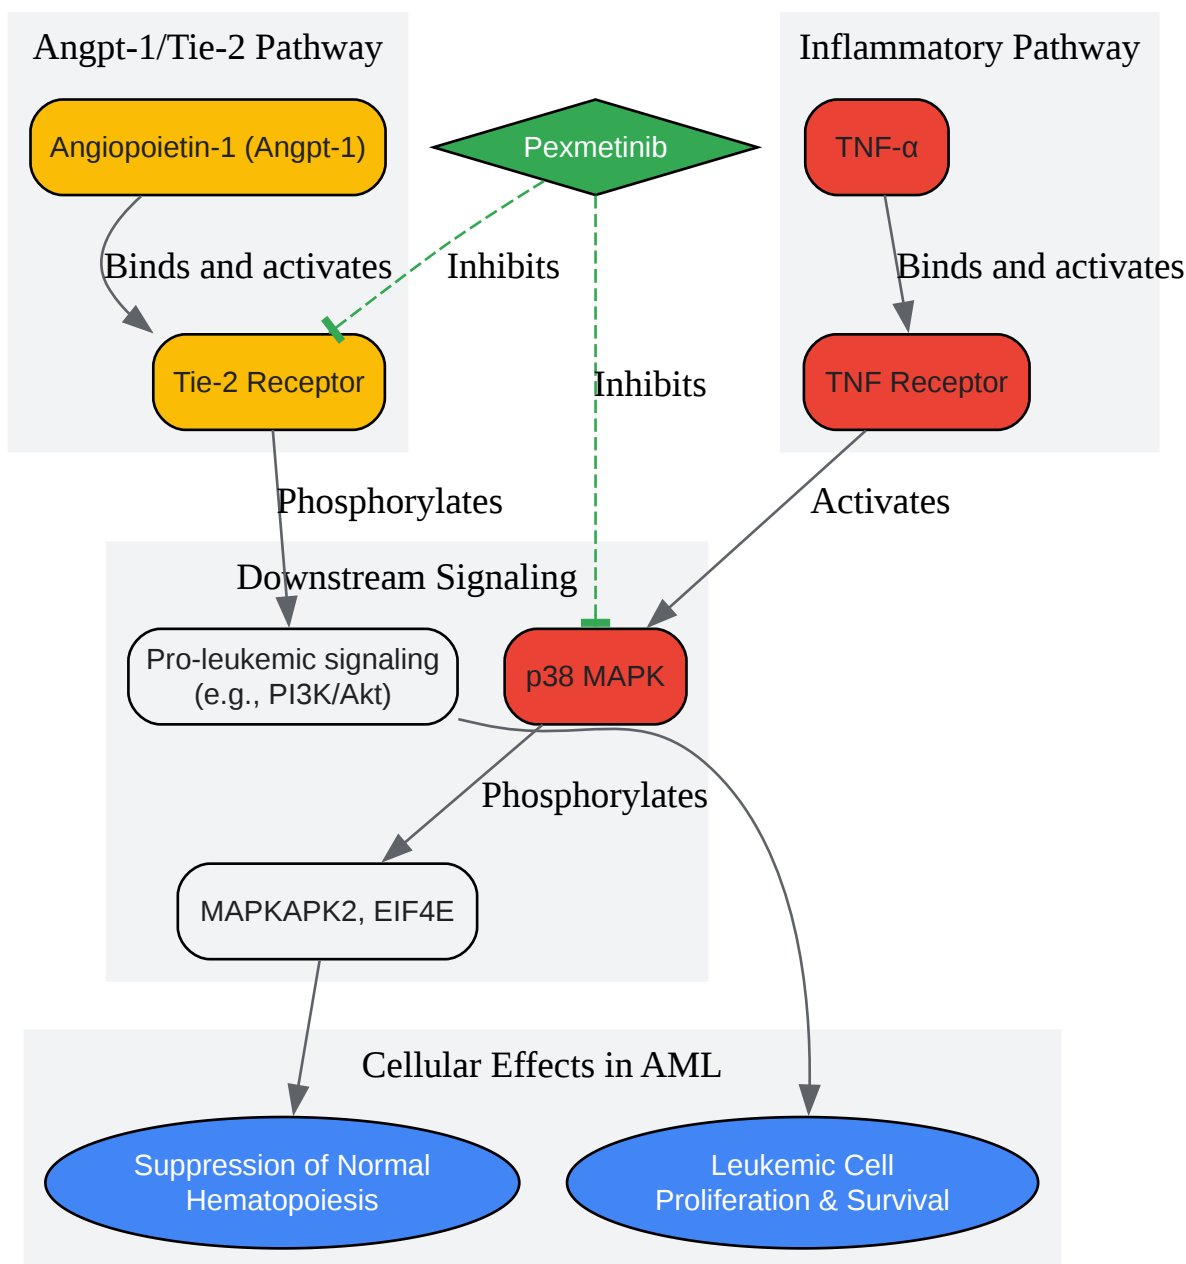 Angpt-1/Tie-2 Pathway
Inflammatory Pathway
Angiopoietin-1 (Angpt-1)
Pexmetinib
TNF-α
Binds and activates
Inhibits
Binds and activates
Tie-2 Receptor
Inhibits
TNF Receptor
Phosphorylates
Activates
Downstream Signaling
Pro-leukemic signaling
(e.g., PI3K/Akt)
p38 MAPK
Phosphorylates
MAPKAPK2, EIF4E
Cellular Effects in AML
Suppression of Normal
Hematopoiesis
Leukemic Cell
Proliferation & Survival